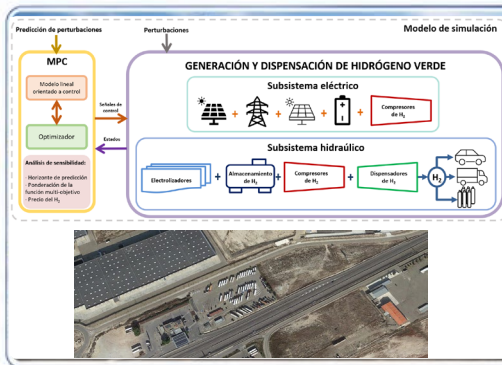 Modelo de simulación
Predicción de perturbaciones
Perturbaciones
MPC
Modelo lineal
orientado a control
Optimizador
Análisis de sensibilidad:
· Horizonte de predicción
· Ponderación de la
función multi-objetivo
· Precio del H₂
Señales de
control
Estados
GENERACIÓN Y DISPENSACIÓN DE HIDRÓGENO VERDE
Subsistema eléctrico
+ + + +
Compresores
de H₂
Subsistema hidraúlico
Electrolizadores
+
Almacenamiento
de H₂
+
Compresores
de H₂
+
Dispensadores
de H₂
H₂